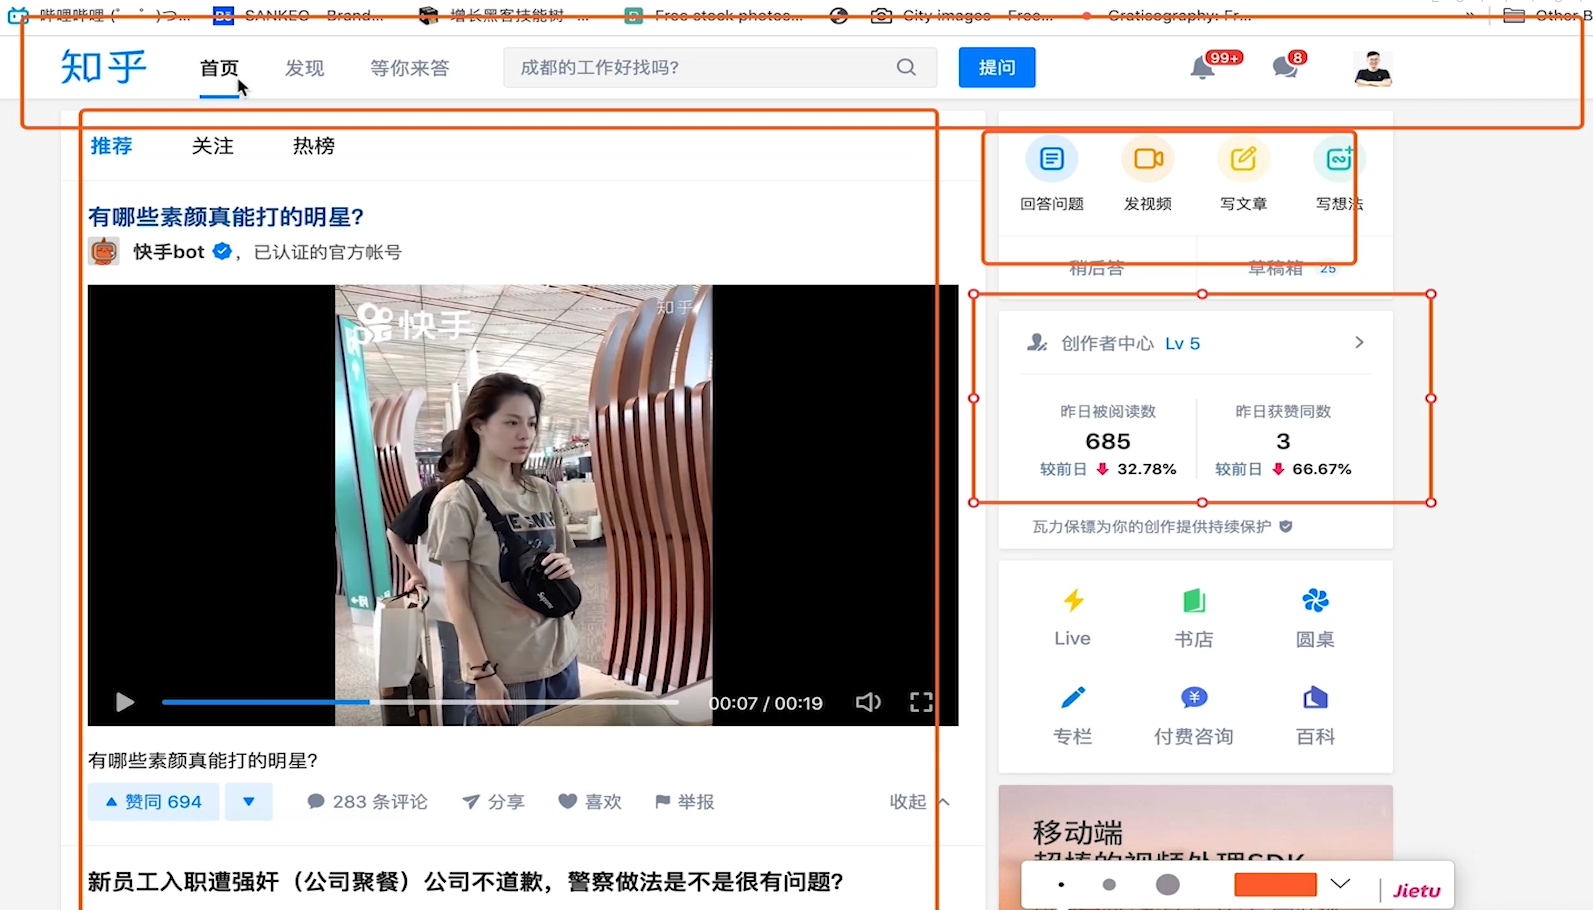 哔哩哔哩 (゜-゜)つ...
SANKEO - Brand...
增长黑客技能树 - ...
Free stock photos...
City images · Free...
Gratisography: Fr...
»
Other B
知乎
首页
发现
等你来答
成都的工作好找吗?
提问
99+
8
推荐
关注
热榜
有哪些素颜真能打的明星?
快手bot ，已认证的官方帐号
快手
知乎
Supreme
00:07 / 00:19
有哪些素颜真能打的明星?
赞同 694
283 条评论
分享
喜欢
举报
收起
新员工入职遭强奸（公司聚餐）公司不道歉，警察做法是不是很有问题?
回答问题
发视频
写文章
写想法
稍后答
草稿箱 25
创作者中心 Lv 5
昨日被阅读数
昨日获赞同数
685
3
较前日 32.78%
较前日 66.67%
瓦力保镖为你的创作提供持续保护
Live
书店
圆桌
专栏
付费咨询
百科
移动端
超棒的视频处理SDK
Jietu